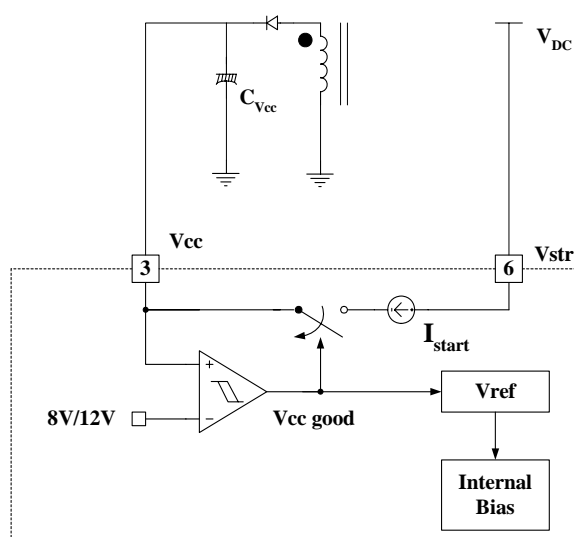 V_DC
C_Vcc
Vcc
Vstr
3
6
I_start
+
8V/12V
−
Vcc good
Vref
Internal
Bias